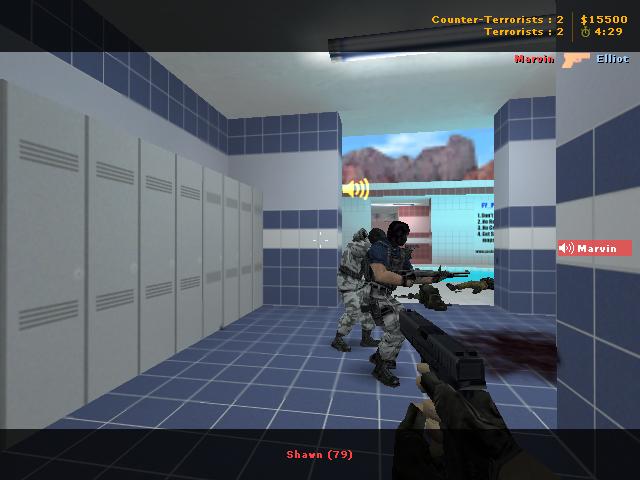 Counter-Terrorists : 2 $15500
Terrorists : 2 4:29
Marvin Elliot
Marvin
Shawn (79)